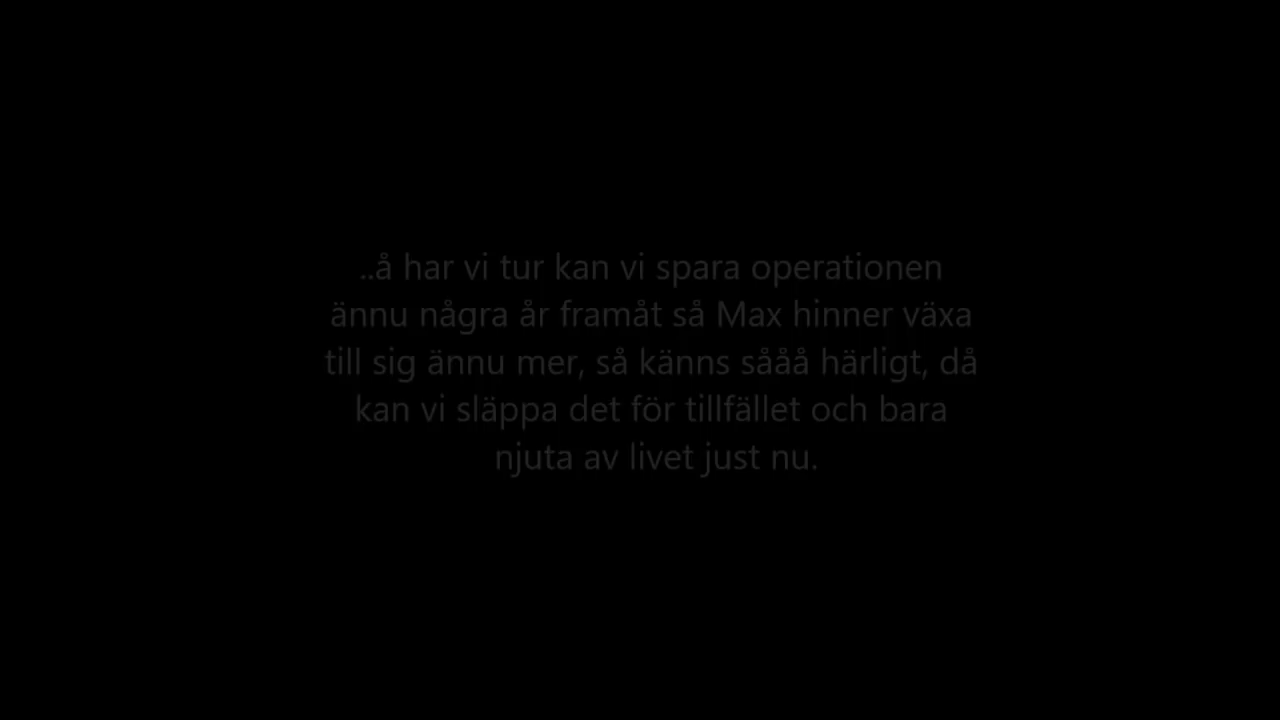 ..å har vi tur kan vi spara operationen
ännu några år framåt så Max hinner växa
till sig ännu mer, så känns sååå härligt, då
kan vi släppa det för tillfället och bara
njuta av livet just nu.